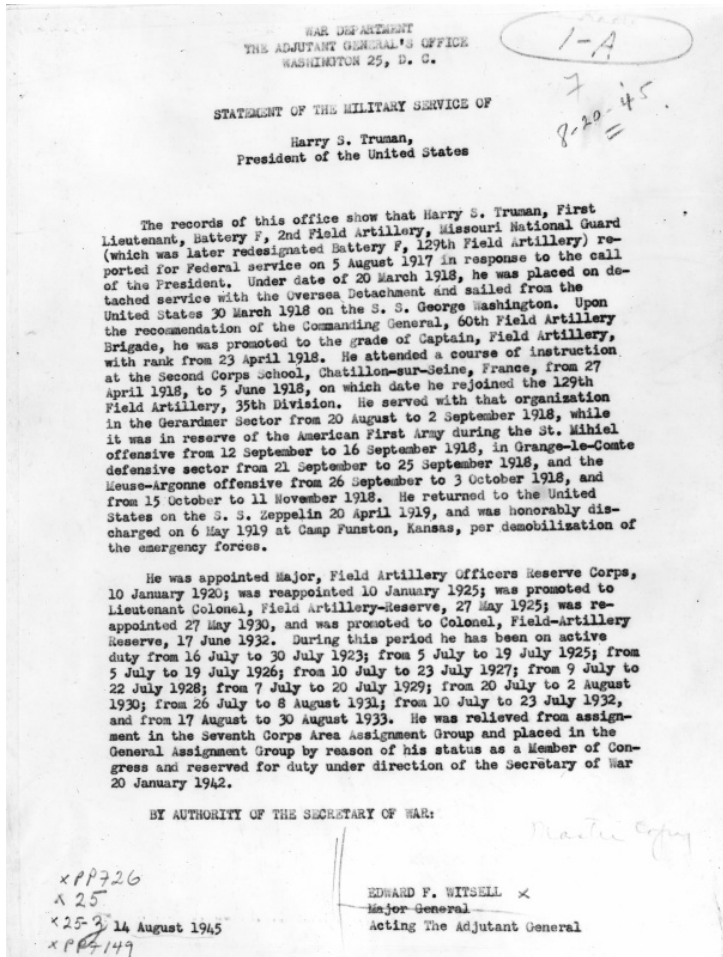 WAR DEPARTMENT
THE ADJUTANT GENERAL'S OFFICE
WASHINGTON 25, D. C.
1-A
7
8-20-45
STATEMENT OF THE MILITARY SERVICE OF
Harry S. Truman,
President of the United States
The records of this office show that Harry S. Truman, First
Lieutenant, Battery F, 2nd Field Artillery, Missouri National Guard
(which was later redesignated Battery F, 129th Field Artillery) re-
ported for Federal service on 5 August 1917 in response to the call
of the President. Under date of 20 March 1918, he was placed on de-
tached service with the Oversea Detachment and sailed from the
United States 30 March 1918 on the S. S. George Washington. Upon
the recommendation of the Commanding General, 60th Field Artillery
Brigade, he was promoted to the grade of Captain, Field Artillery,
with rank from 23 April 1918. He attended a course of instruction
at the Second Corps School, Chatillon-sur-Seine, France, from 27
April 1918, to 5 June 1918, on which date he rejoined the 129th
Field Artillery, 35th Division. He served with that organization
in the Gerardmer Sector from 20 August to 2 September 1918, while
it was in reserve of the American First Army during the St. Mihiel
offensive from 12 September to 16 September 1918, in Grange-le-Comte
defensive sector from 21 September to 25 September 1918, and the
Meuse-Argonne offensive from 26 September to 3 October 1918, and
from 15 October to 11 November 1918. He returned to the United
States on the S. S. Zeppelin 20 April 1919, and was honorably dis-
charged on 6 May 1919 at Camp Funston, Kansas, per demobilization of
the emergency forces.
He was appointed Major, Field Artillery Officers Reserve Corps,
10 January 1920; was reappointed 10 January 1925; was promoted to
Lieutenant Colonel, Field Artillery-Reserve, 27 May 1925; was re-
appointed 27 May 1930, and was promoted to Colonel, Field-Artillery
Reserve, 17 June 1932. During this period he has been on active
duty from 16 July to 30 July 1923; from 5 July to 19 July 1925; from
5 July to 19 July 1926; from 10 July to 23 July 1927; from 9 July to
22 July 1928; from 7 July to 20 July 1929; from 20 July to 2 August
1930; from 26 July to 8 August 1931; from 10 July to 23 July 1932,
and from 17 August to 30 August 1933. He was relieved from assign-
ment in the Seventh Corps Area Assignment Group and placed in the
General Assignment Group by reason of his status as a Member of Con-
gress and reserved for duty under direction of the Secretary of War
20 January 1942.
BY AUTHORITY OF THE SECRETARY OF WAR:
Master Copy
xPP726
x25
x25-3
xPP7149
14 August 1945
EDWARD F. WITSELL x
Major General
Acting The Adjutant General